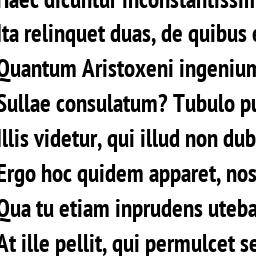 Haec dicuntur inconstantissim
Ita relinquet duas, de quibus
Quantum Aristoxeni ingenium
Sullae consulatum? Tubulo pu
Illis videtur, qui illud non dub
Ergo hoc quidem apparet, nos
Qua tu etiam inprudens uteba
At ille pellit, qui permulcet se